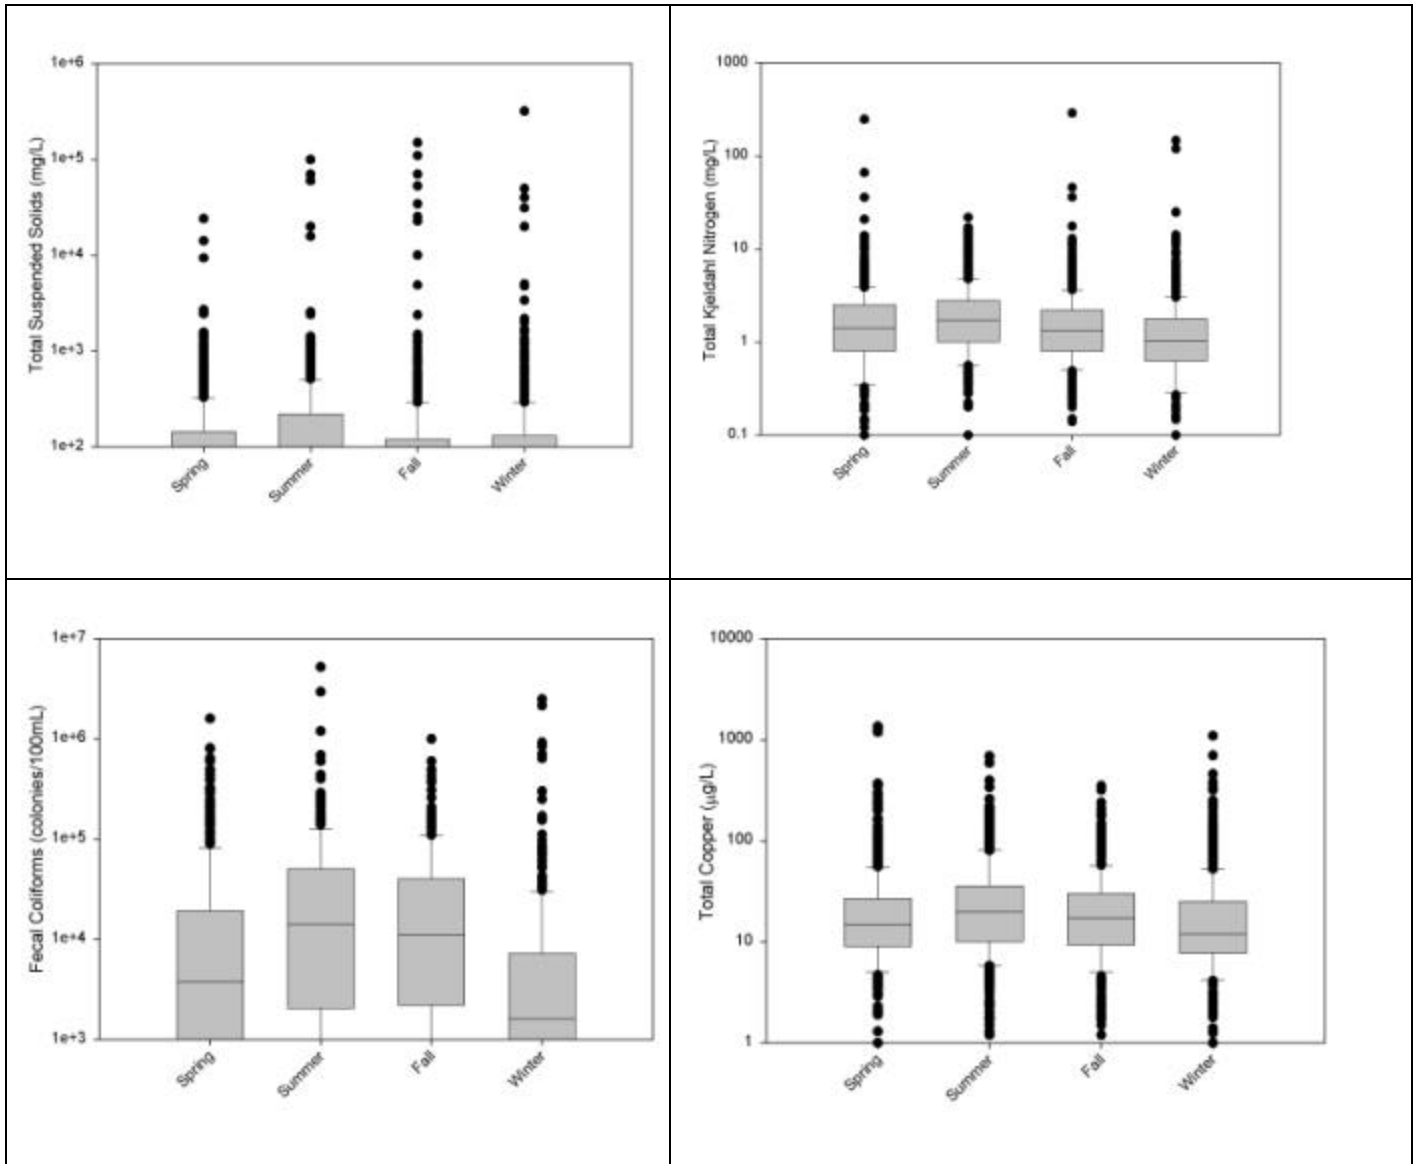 1e+6
1e+5
1e+4
1e+3
1e+2
Total Suspended Solids (mg/L)
Spring
Summer
Fall
Winter
1000
100
10
1
0.1
Total Kjeldahl Nitrogen (mg/L)
Spring
Summer
Fall
Winter
1e+7
1e+6
1e+5
1e+4
1e+3
Fecal Coliforms (colonies/100mL)
Spring
Summer
Fall
Winter
10000
1000
100
10
1
Total Copper (μg/L)
Spring
Summer
Fall
Winter